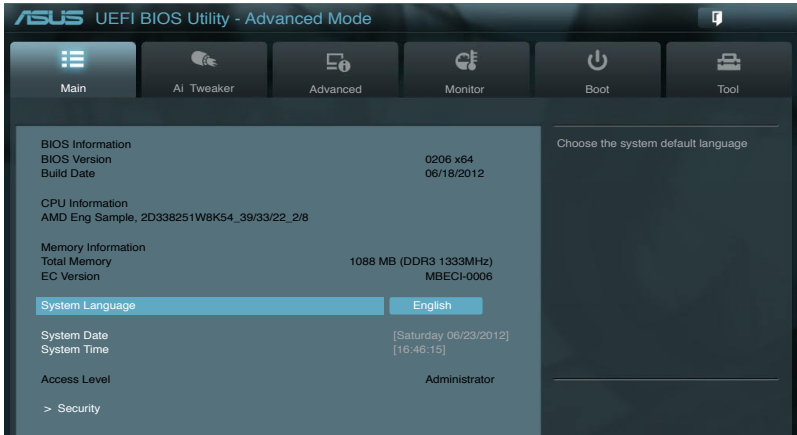 ASUS UEFI BIOS Utility - Advanced Mode
Main Ai Tweaker Advanced Monitor Boot Tool
BIOS Information
BIOS Version 0206 x64
Build Date 06/18/2012
CPU Information
AMD Eng Sample, 2D338251W8K54_39/33/22_2/8
Memory Information
Total Memory 1088 MB (DDR3 1333MHz)
EC Version MBECI-0006
System Language English
System Date [Saturday 06/23/2012]
System Time [16:46:15]
Access Level Administrator
> Security
Choose the system default language